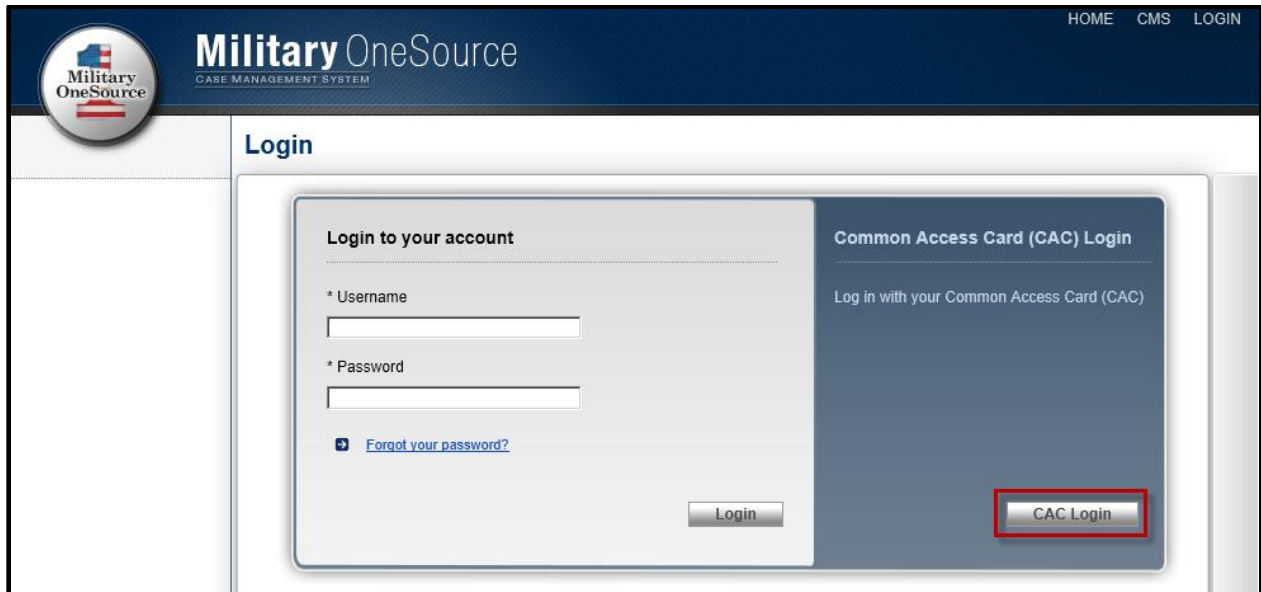 HOME CMS LOGIN
Military OneSource
CASE MANAGEMENT SYSTEM
Military
OneSource
Login
Login to your account
* Username
* Password
Forgot your password?
Login
Common Access Card (CAC) Login
Log in with your Common Access Card (CAC)
CAC Login